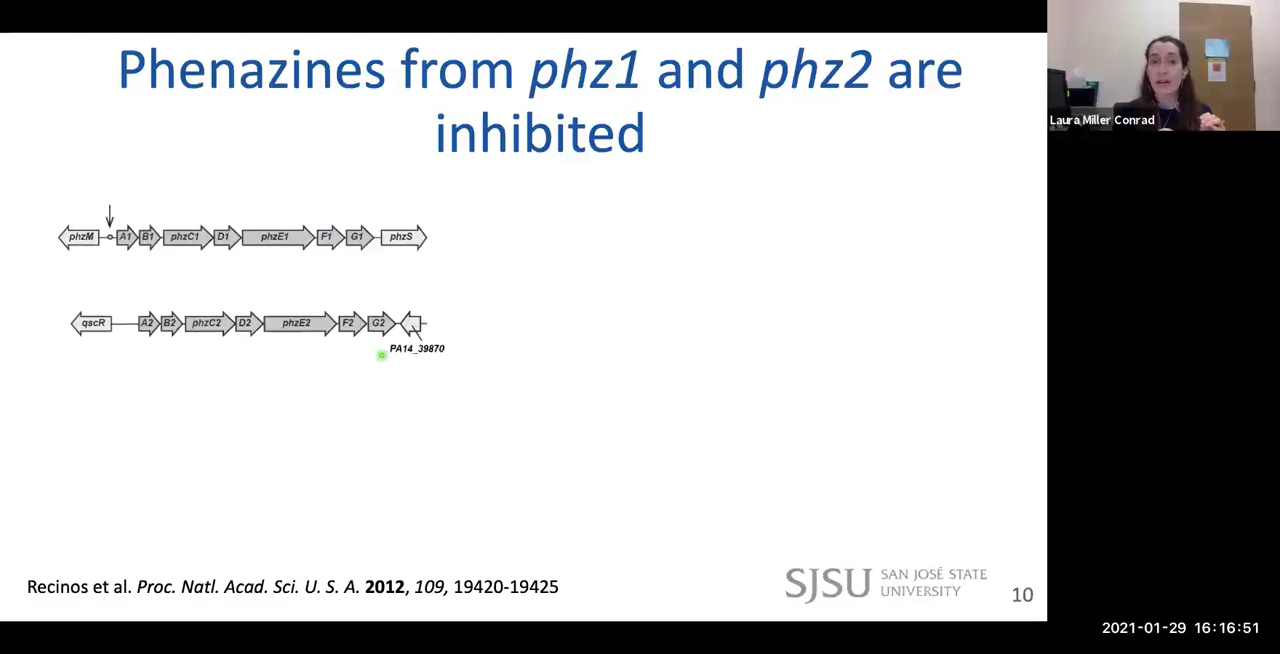 Phenazines from phz1 and phz2 are
inhibited
Laura Miller Conrad
phzM A1 B1 phzC1 D1 phzE1 F1 G1 phzS
qscR A2 B2 phzC2 D2 phzE2 F2 G2
PA14_39870
Recinos et al. Proc. Natl. Acad. Sci. U. S. A. 2012, 109, 19420-19425
SJSU SAN JOSÉ STATE
UNIVERSITY
10
2021-01-29 16:16:51